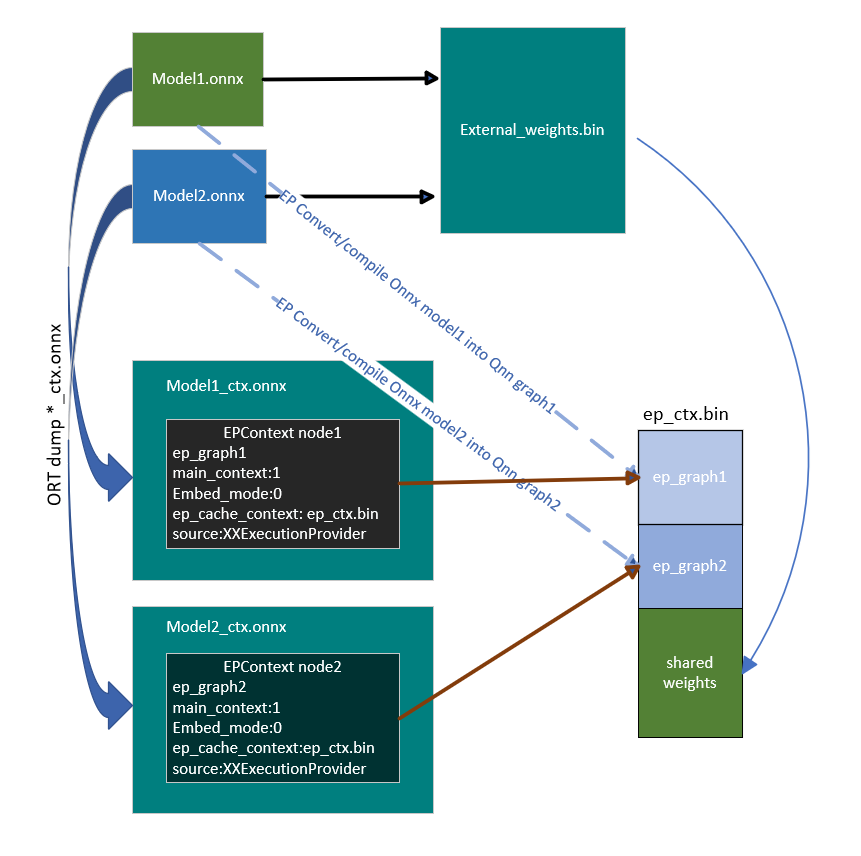 Model1.onnx
External_weights.bin
Model2.onnx
EP Convert/compile Onnx model1 into Qnn graph1
EP Convert/compile Onnx model2 into Qnn graph2
ORT dump *_ctx.onnx
Model1_ctx.onnx
EPContext node1
ep_graph1
main_context:1
Embed_mode:0
ep_cache_context: ep_ctx.bin
source:XXExecutionProvider
ep_ctx.bin
ep_graph1
ep_graph2
shared
weights
Model2_ctx.onnx
EPContext node2
ep_graph2
main_context:1
Embed_mode:0
ep_cache_context:ep_ctx.bin
source:XXExecutionProvider